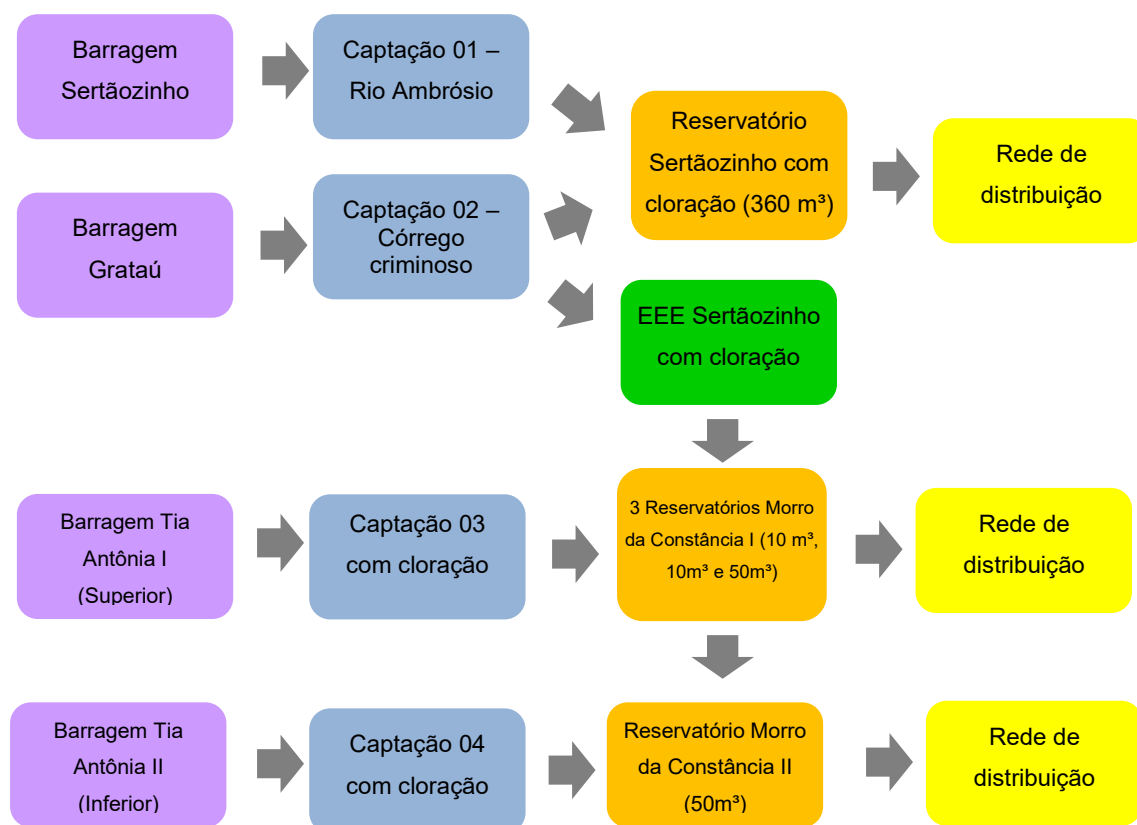 Barragem
Sertãozinho
Captação 01 –
Rio Ambrósio
Reservatório
Sertãozinho com
cloração (360 m³)
Rede de
distribuição
Barragem
Grataú
Captação 02 –
Córrego
criminoso
EEE Sertãozinho
com cloração
Barragem Tia
Antônia I
(Superior)
Captação 03
com cloração
3 Reservatórios Morro
da Constância I (10 m³,
10m³ e 50m³)
Rede de
distribuição
Barragem Tia
Antônia II
(Inferior)
Captação 04
com cloração
Reservatório Morro
da Constância II
(50m³)
Rede de
distribuição